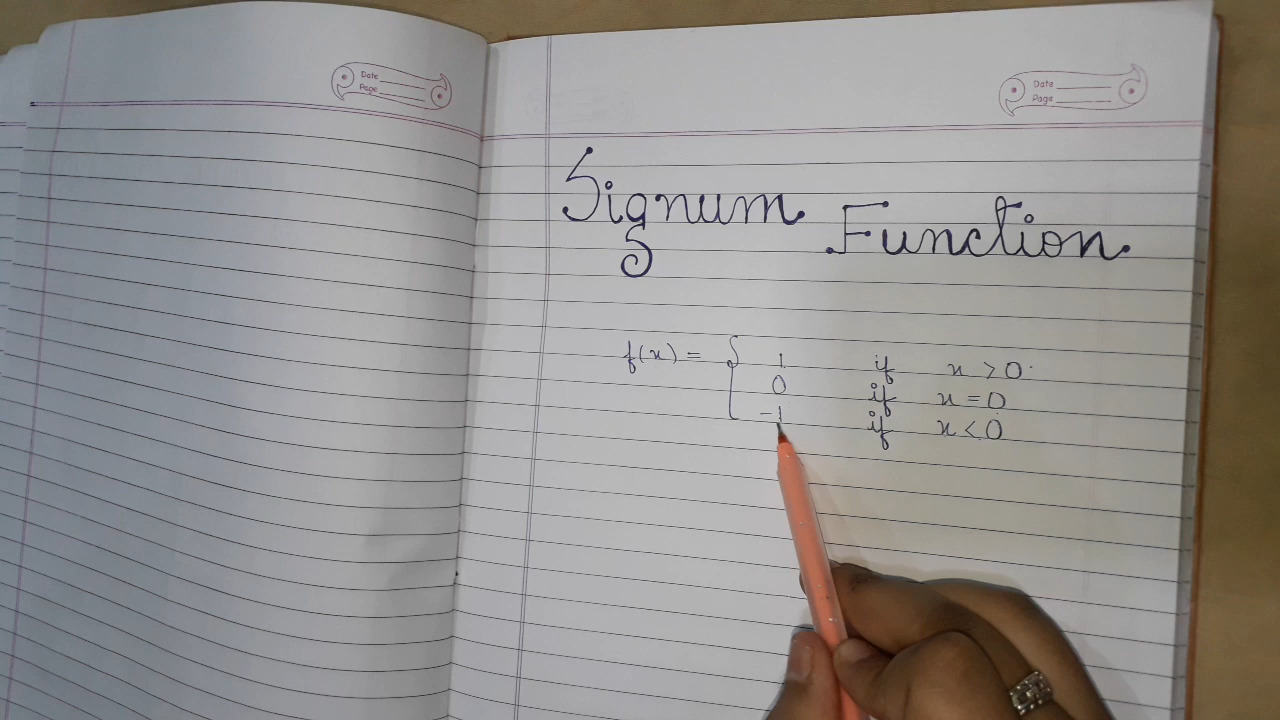 Date
Page
Date
Page
Signum Function
f(x) = { 1 if x > 0
0 if x = 0
-1 if x < 0